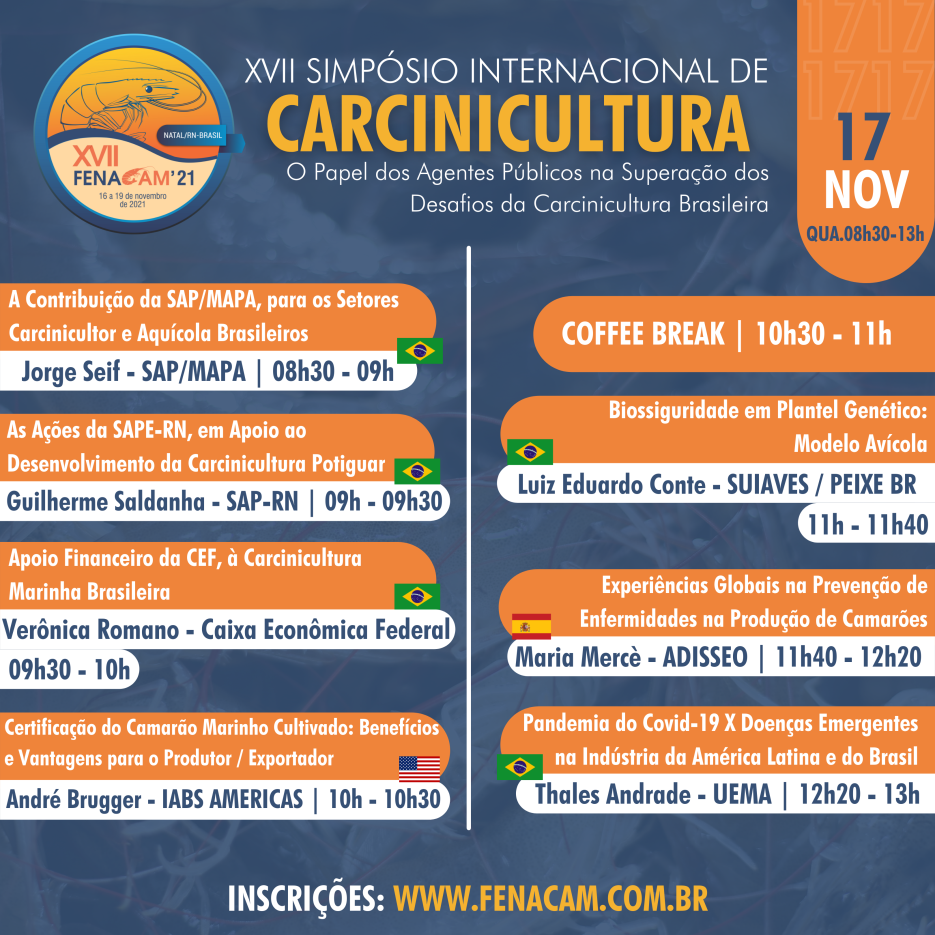 XVII SIMPÓSIO INTERNACIONAL DE
CARCINICULTURA
O Papel dos Agentes Públicos na Superação dos
Desafios da Carcinicultura Brasileira
NATAL/RN-BRASIL
XVII
FENACAM'21
16 a 19 de novembro
de 2021
1717
1717
17
NOV
QUA.08h30-13h
A Contribuição da SAP/MAPA, para os Setores
Carcinicultor e Aquícola Brasileiros
Jorge Seif - SAP/MAPA | 08h30 - 09h
As Ações da SAPE-RN, em Apoio ao
Desenvolvimento da Carcinicultura Potiguar
Guilherme Saldanha - SAP-RN | 09h - 09h30
Apoio Financeiro da CEF, à Carcinicultura
Marinha Brasileira
Verônica Romano - Caixa Econômica Federal
09h30 - 10h
Certificação do Camarão Marinho Cultivado: Benefícios
e Vantagens para o Produtor / Exportador
André Brugger - IABS AMERICAS | 10h - 10h30
COFFEE BREAK | 10h30 - 11h
Biossiguridade em Plantel Genético:
Modelo Avícola
Luiz Eduardo Conte - SUIAVES / PEIXE BR
11h - 11h40
Experiências Globais na Prevenção de
Enfermidades na Produção de Camarões
Maria Mercè - ADISSEO | 11h40 - 12h20
Pandemia do Covid-19 X Doenças Emergentes
na Indústria da América Latina e do Brasil
Thales Andrade - UEMA | 12h20 - 13h
INSCRIÇÕES: WWW.FENACAM.COM.BR